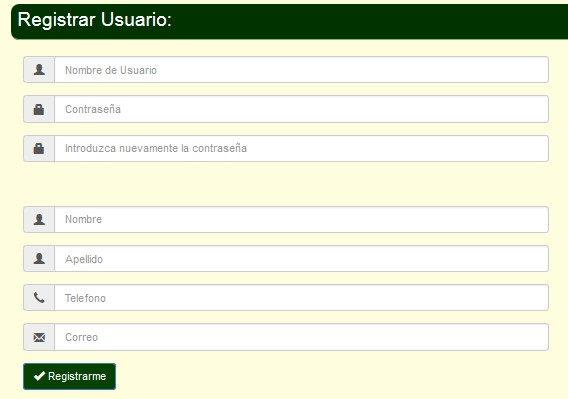 Registrar Usuario:
Nombre de Usuario
Contraseña
Introduzca nuevamente la contraseña
Nombre
Apellido
Telefono
Correo
Registrarme